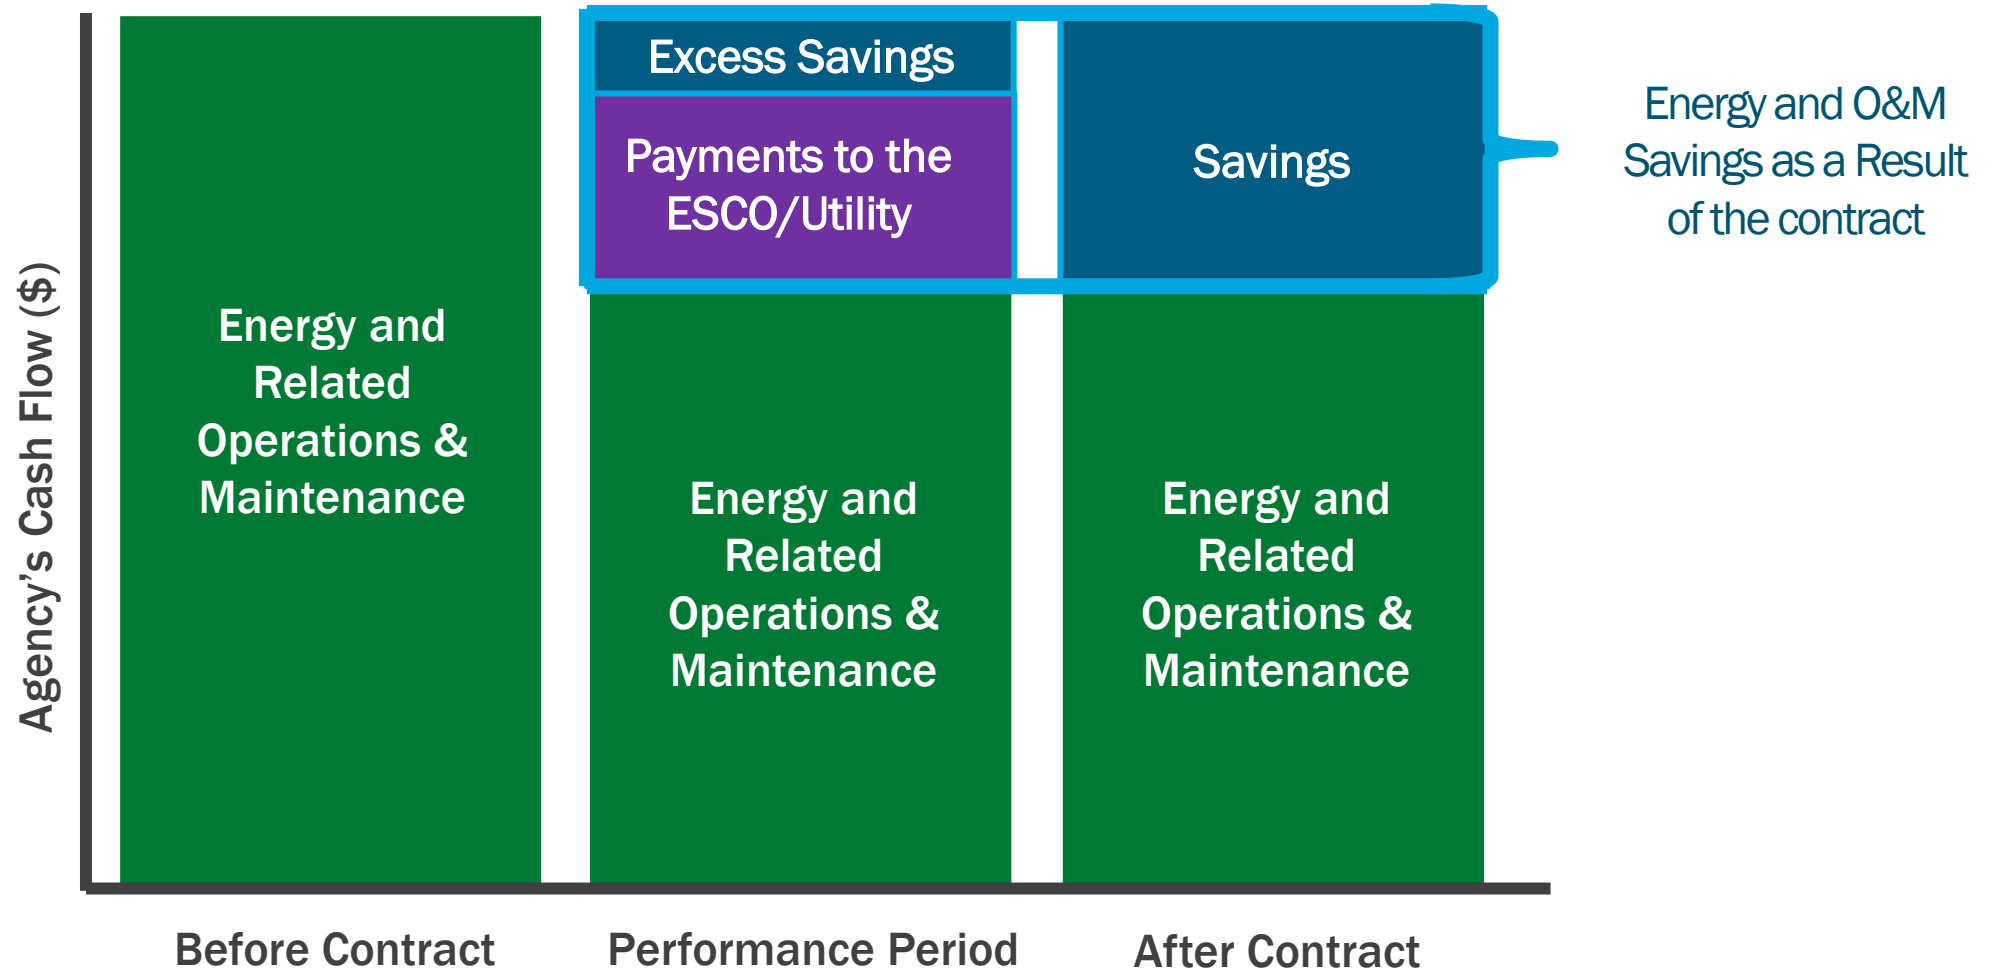 Agency's Cash Flow ($)
Energy and
Related
Operations &
Maintenance
Before Contract
Excess Savings
Payments to the
ESCO/Utility
Energy and
Related
Operations &
Maintenance
Performance Period
Savings
Energy and
Related
Operations &
Maintenance
After Contract
Energy and O&M
Savings as a Result
of the contract